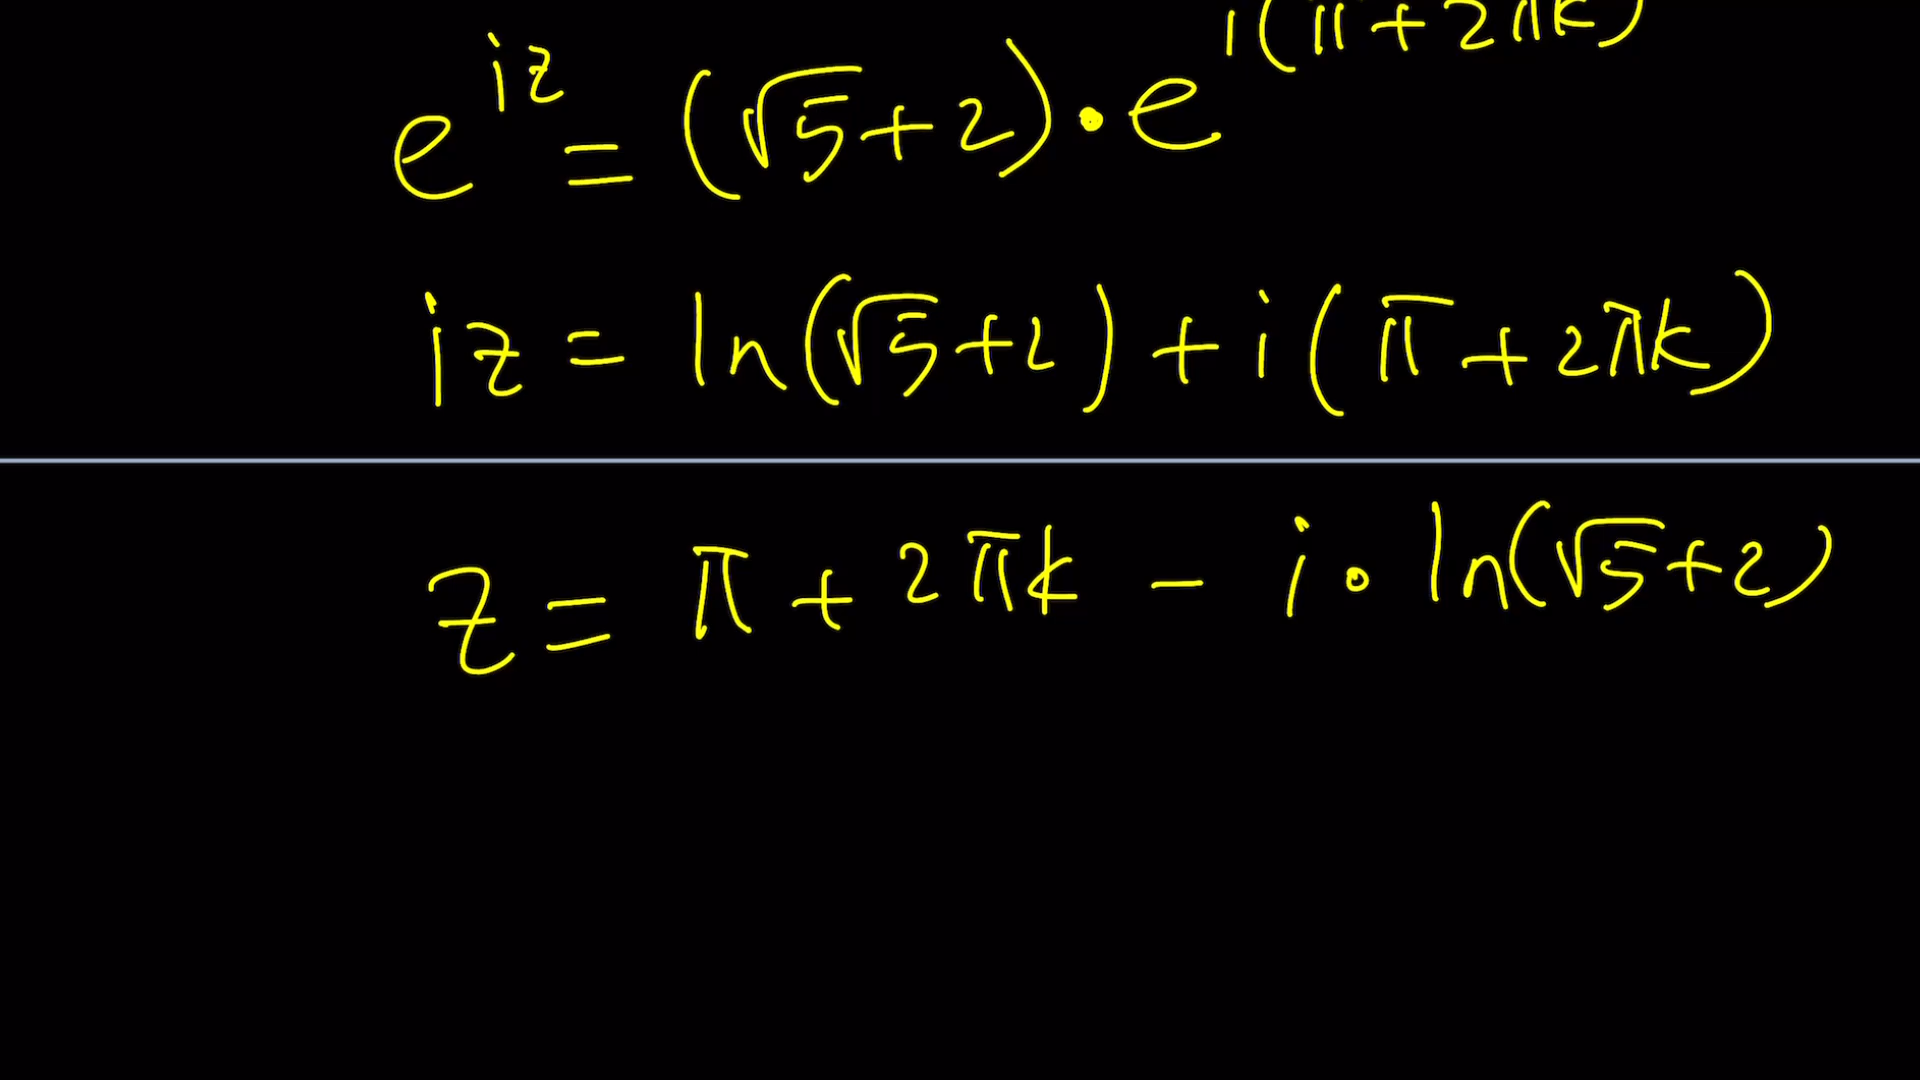 e^{iz} = (√5+2)·e^{i(π+2πk)}
iz = ln(√5+2) + i(π+2πk)
z = π + 2πk - i·ln(√5+2)